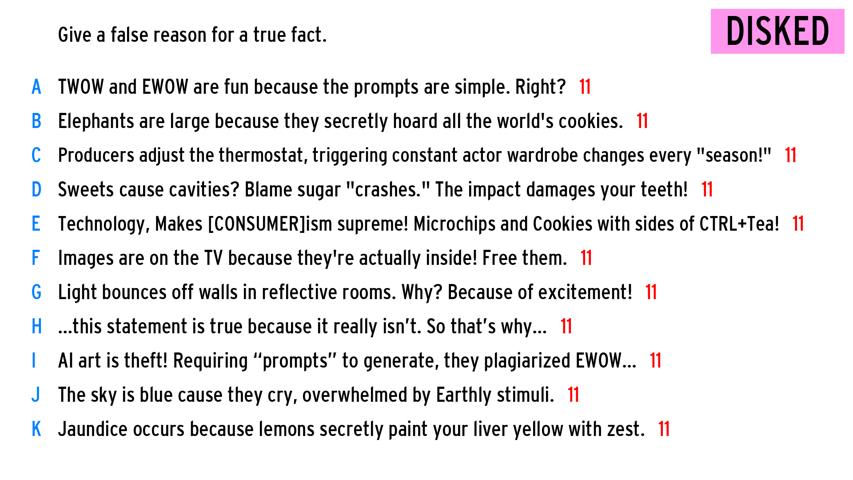 Give a false reason for a true fact.
DISKED
A TWOW and EWOW are fun because the prompts are simple. Right? 11
B Elephants are large because they secretly hoard all the world's cookies. 11
C Producers adjust the thermostat, triggering constant actor wardrobe changes every "season!" 11
D Sweets cause cavities? Blame sugar "crashes." The impact damages your teeth! 11
E Technology, Makes [CONSUMER]ism supreme! Microchips and Cookies with sides of CTRL+Tea! 11
F Images are on the TV because they're actually inside! Free them. 11
G Light bounces off walls in reflective rooms. Why? Because of excitement! 11
H ...this statement is true because it really isn’t. So that’s why... 11
I AI art is theft! Requiring “prompts” to generate, they plagiarized EWOW... 11
J The sky is blue cause they cry, overwhelmed by Earthly stimuli. 11
K Jaundice occurs because lemons secretly paint your liver yellow with zest. 11